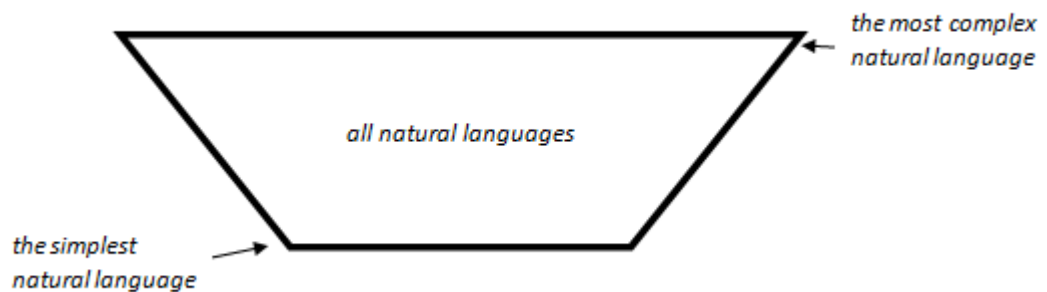 the most complex
natural language
all natural languages
the simplest
natural language